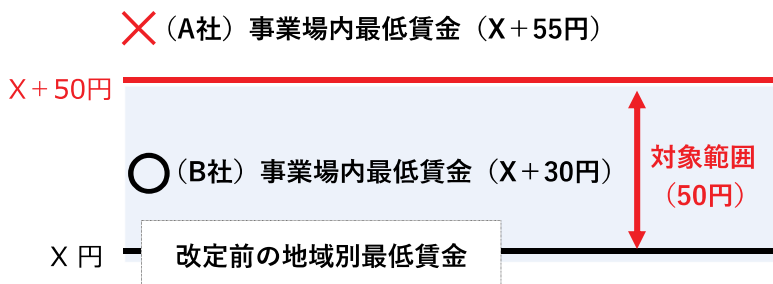 (A社)事業場内最低賃金(X+55円)
X+50円
(B社)事業場内最低賃金(X+30円)
対象範囲
(50円)
X 円
改定前の地域別最低賃金